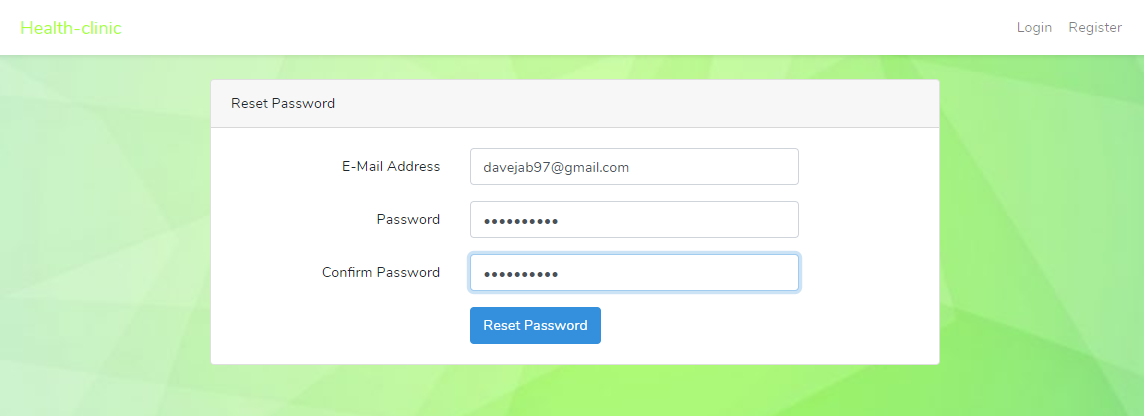 Health-clinic Login Register
Reset Password
E-Mail Address davejab97@gmail.com
Password ••••••••••
Confirm Password ••••••••••
Reset Password